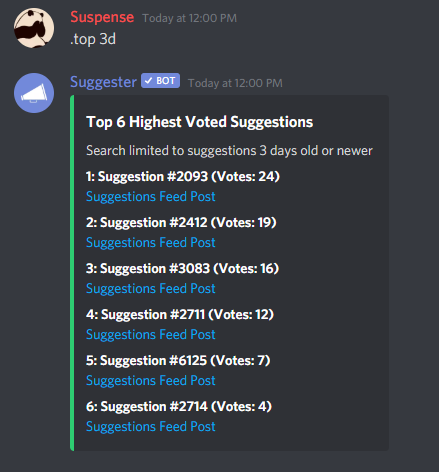 Suspense Today at 12:00 PM
.top 3d
Suggester ✓ BOT Today at 12:00 PM
Top 6 Highest Voted Suggestions
Search limited to suggestions 3 days old or newer
1: Suggestion #2093 (Votes: 24)
Suggestions Feed Post
2: Suggestion #2412 (Votes: 19)
Suggestions Feed Post
3: Suggestion #3083 (Votes: 16)
Suggestions Feed Post
4: Suggestion #2711 (Votes: 12)
Suggestions Feed Post
5: Suggestion #6125 (Votes: 7)
Suggestions Feed Post
6: Suggestion #2714 (Votes: 4)
Suggestions Feed Post